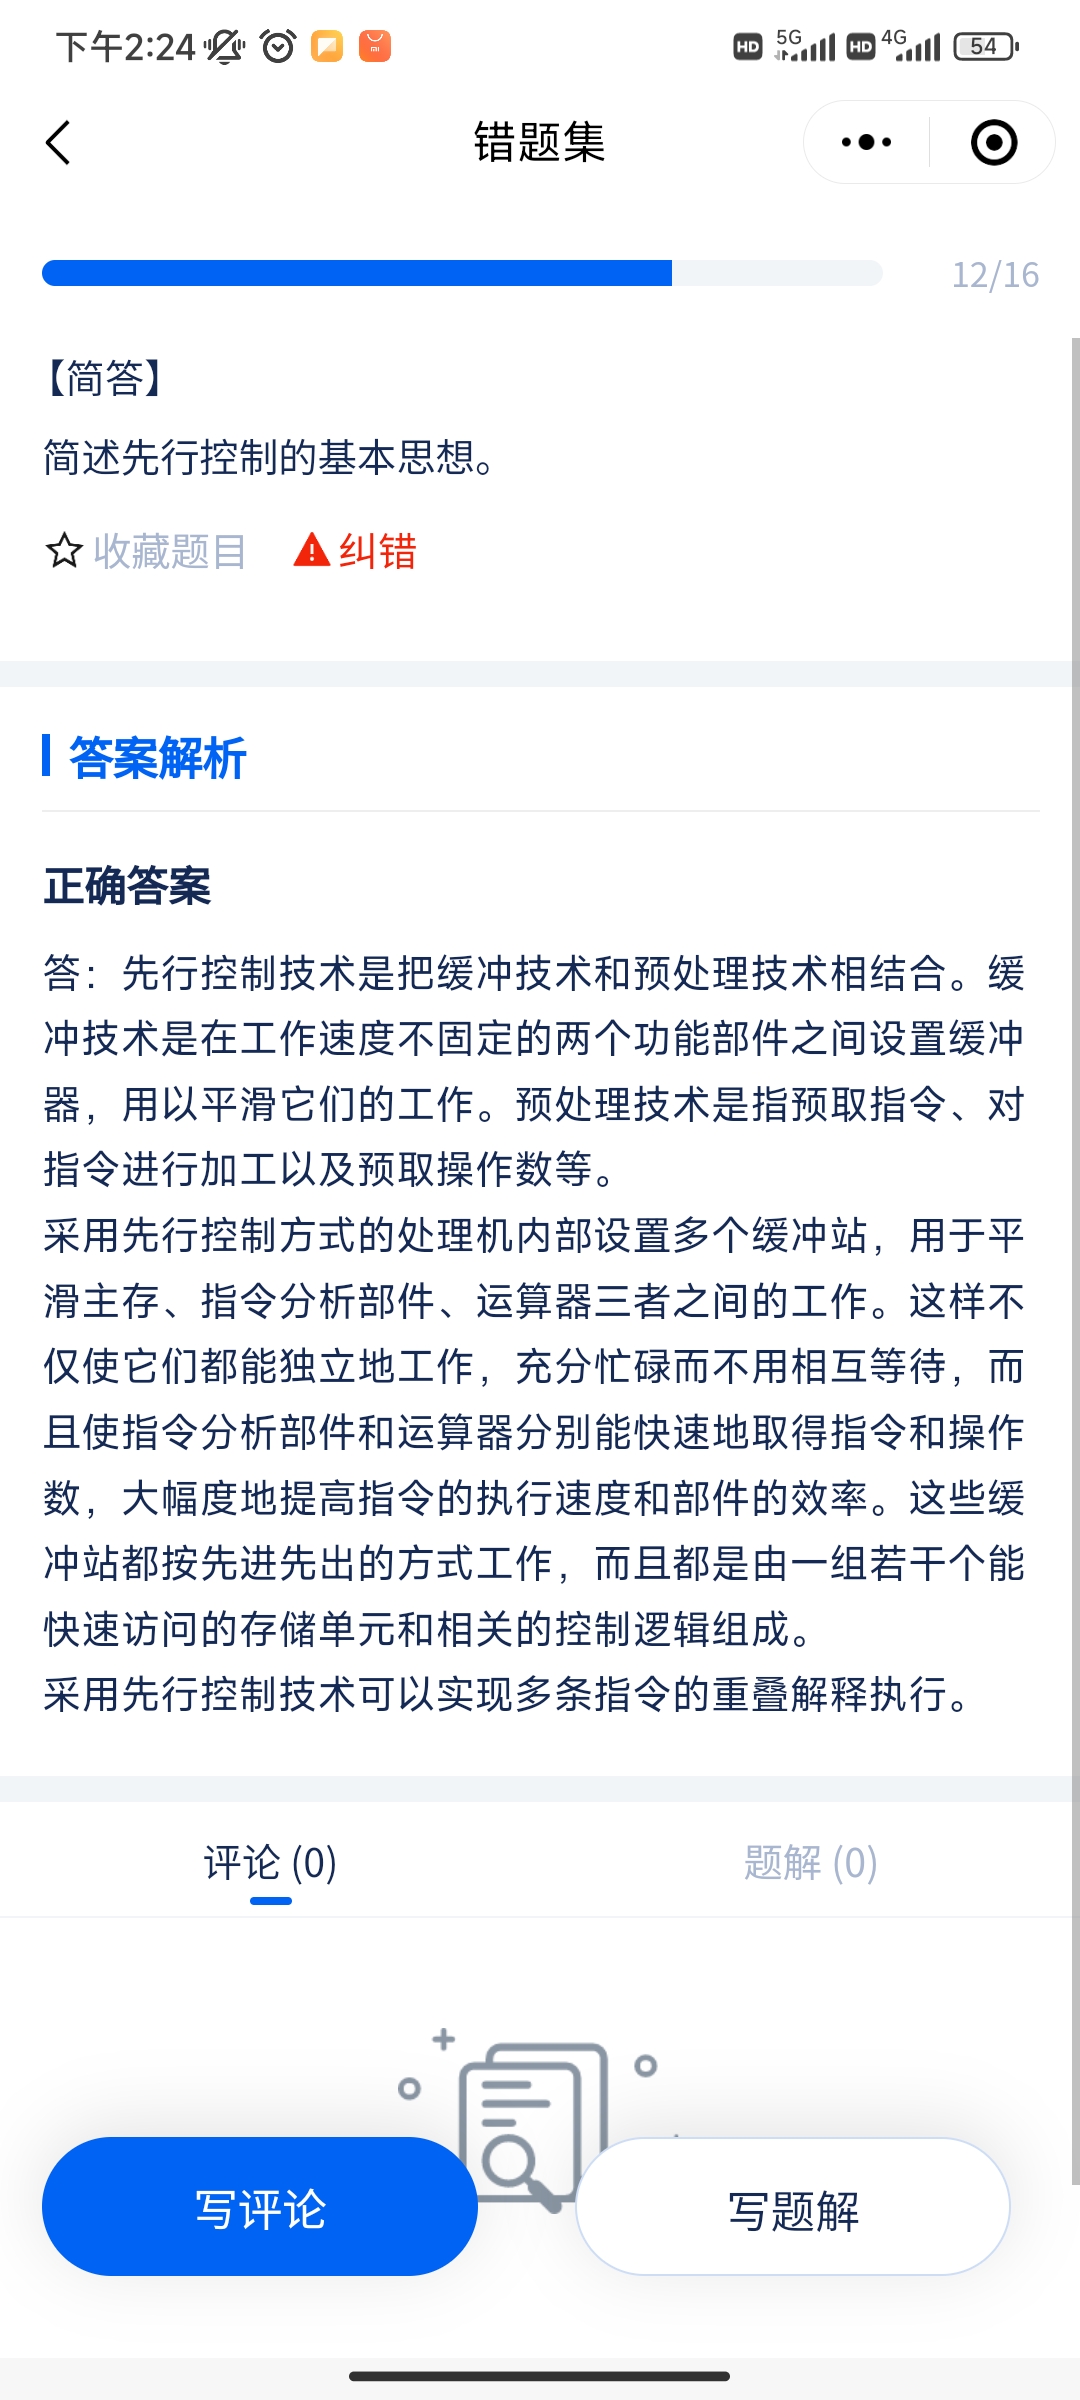 下午2:24
HD 5G HD 4G 54
错题集
12/16
【简答】
简述先行控制的基本思想。
收藏题目 纠错
答案解析
正确答案
答：先行控制技术是把缓冲技术和预处理技术相结合。缓
冲技术是在工作速度不固定的两个功能部件之间设置缓冲
器，用以平滑它们的工作。预处理技术是指预取指令、对
指令进行加工以及预取操作数等。
采用先行控制方式的处理机内部设置多个缓冲站，用于平
滑主存、指令分析部件、运算器三者之间的工作。这样不
仅使它们都能独立地工作，充分忙碌而不用相互等待，而
且使指令分析部件和运算器分别能快速地取得指令和操作
数，大幅度地提高指令的执行速度和部件的效率。这些缓
冲站都按先进先出的方式工作，而且都是由一组若干个能
快速访问的存储单元和相关的控制逻辑组成。
采用先行控制技术可以实现多条指令的重叠解释执行。
评论 (0) 题解 (0)
写评论 写题解